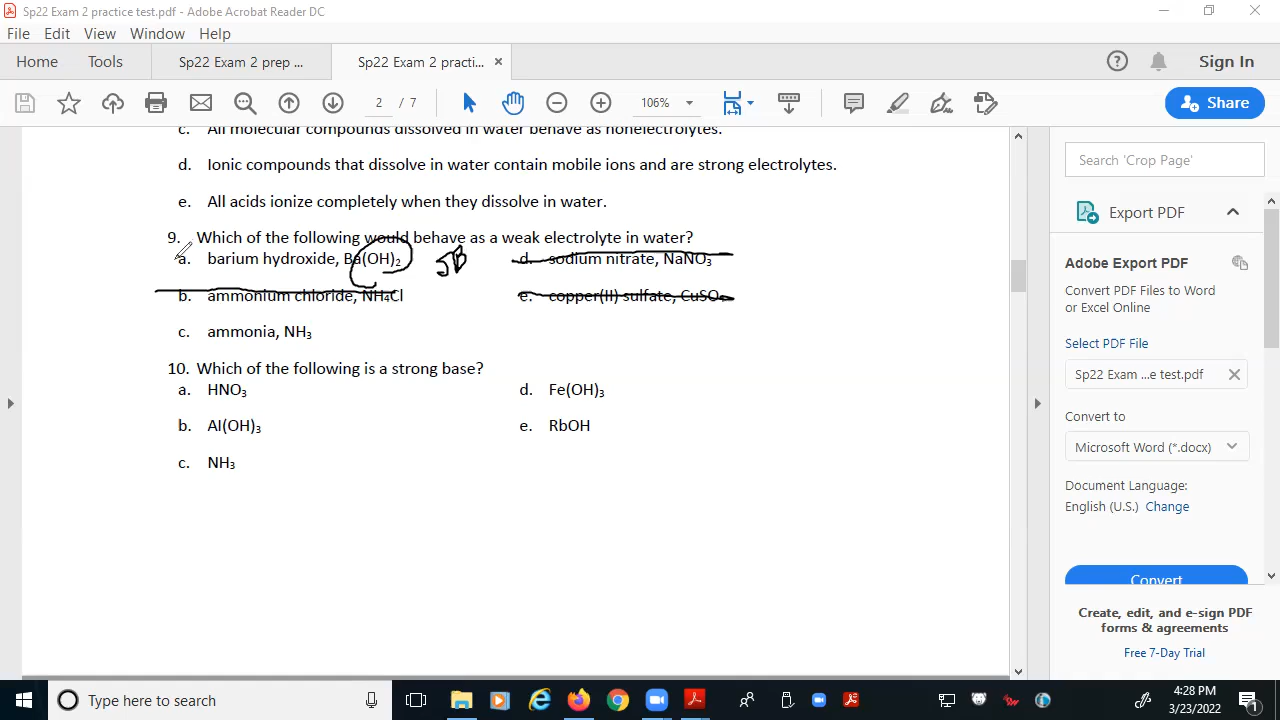 Sp22 Exam 2 practice test.pdf - Adobe Acrobat Reader DC
File Edit View Window Help
Home Tools Sp22 Exam 2 prep ... Sp22 Exam 2 practi... × Sign In
2 / 7 106% Share
c. All molecular compounds dissolved in water behave as nonelectrolytes.
d. Ionic compounds that dissolve in water contain mobile ions and are strong electrolytes.
e. All acids ionize completely when they dissolve in water.
9. Which of the following would behave as a weak electrolyte in water?
a. barium hydroxide, Ba(OH)₂ SB d. sodium nitrate, NaNO₃
b. ammonium chloride, NH₄Cl e. copper(II) sulfate, CuSO₄
c. ammonia, NH₃
10. Which of the following is a strong base?
a. HNO₃ d. Fe(OH)₃
b. Al(OH)₃ e. RbOH
c. NH₃
Search 'Crop Page'
Export PDF
Adobe Export PDF
Convert PDF Files to Word
or Excel Online
Select PDF File
Sp22 Exam ...e test.pdf
Convert to
Microsoft Word (*.docx)
Document Language:
English (U.S.) Change
Convert
Create, edit, and e-sign PDF
forms & agreements
Free 7-Day Trial
Type here to search
4:28 PM
3/23/2022
1